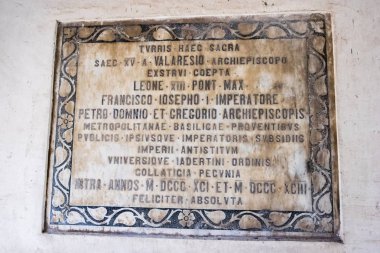 TVRRIS · HAEC · SACRA
SAEC · XV · A · VALARESIO · ARCHIEPISCOPO
EXSTRVI · COEPTA
LEONE · XIII · PONT · MAX
FRANCISCO · IOSEPHO · I · IMPERATORE
PETRO · DOMNIO · ET · GREGORIO · ARCHIEPISCOPIS
METROPOLITANAE · BASILICAE · PROVENTIBVS
PVBLICIS · IPSIVSQVE · IMPERATORIS · SVBSIDIIS
IMPERII · ANTISTITVM
VNIVERSIQVE · IADERTINI · ORDINIS
COLLATICIA · PECVNIA
INTRA · ANNOS · M · DCCC · XCI · ET · M · DCCC · XCIII
FELICITER · ABSOLVTA